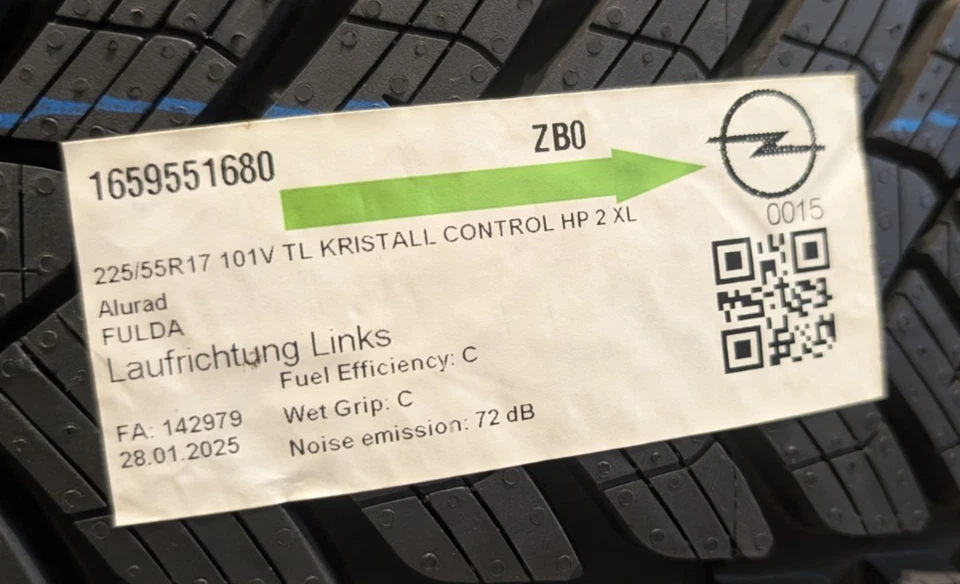 1659551680
ZB0
0015
225/55R17 101V TL KRISTALL CONTROL HP 2 XL
Alurad
FULDA
Laufrichtung Links
Fuel Efficiency: C
Wet Grip: C
Noise emission: 72 dB
FA: 142979
28.01.2025